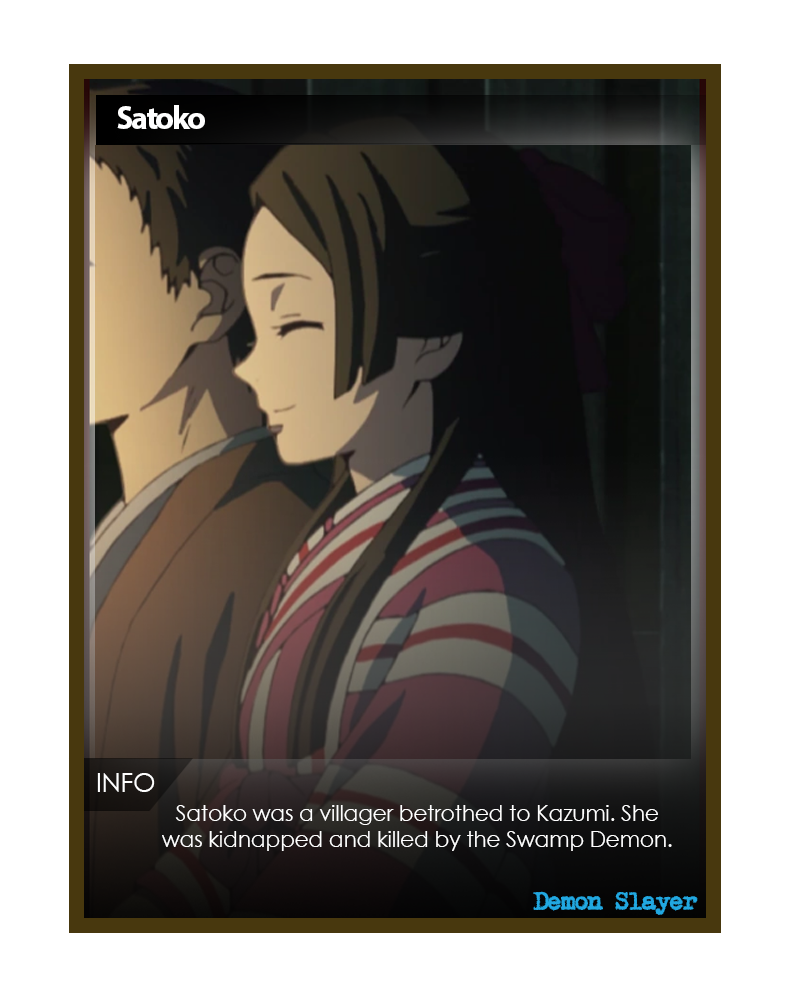 Satoko
INFO
Satoko was a villager betrothed to Kazumi. She
was kidnapped and killed by the Swamp Demon.
Demon Slayer